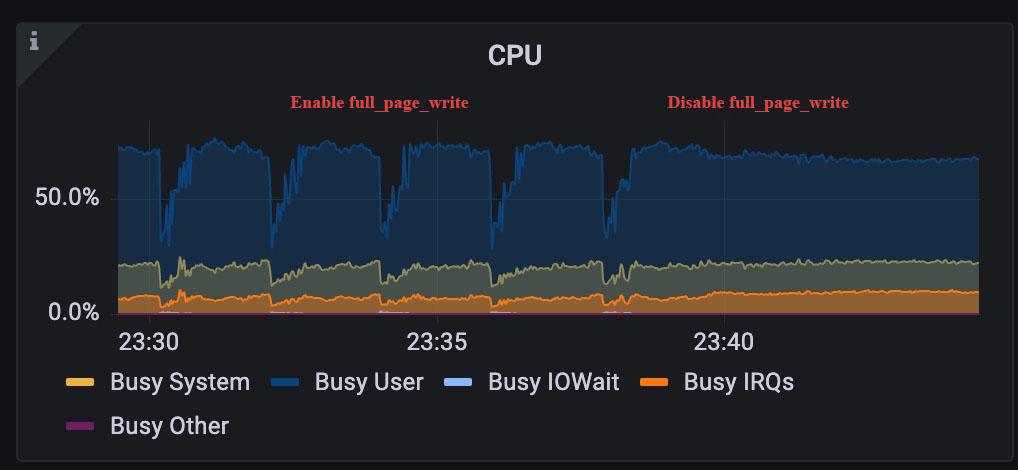 i
CPU
Enable full_page_write Disable full_page_write
50.0%
0.0%
23:30 23:35 23:40
Busy System Busy User Busy IOWait Busy IRQs
Busy Other